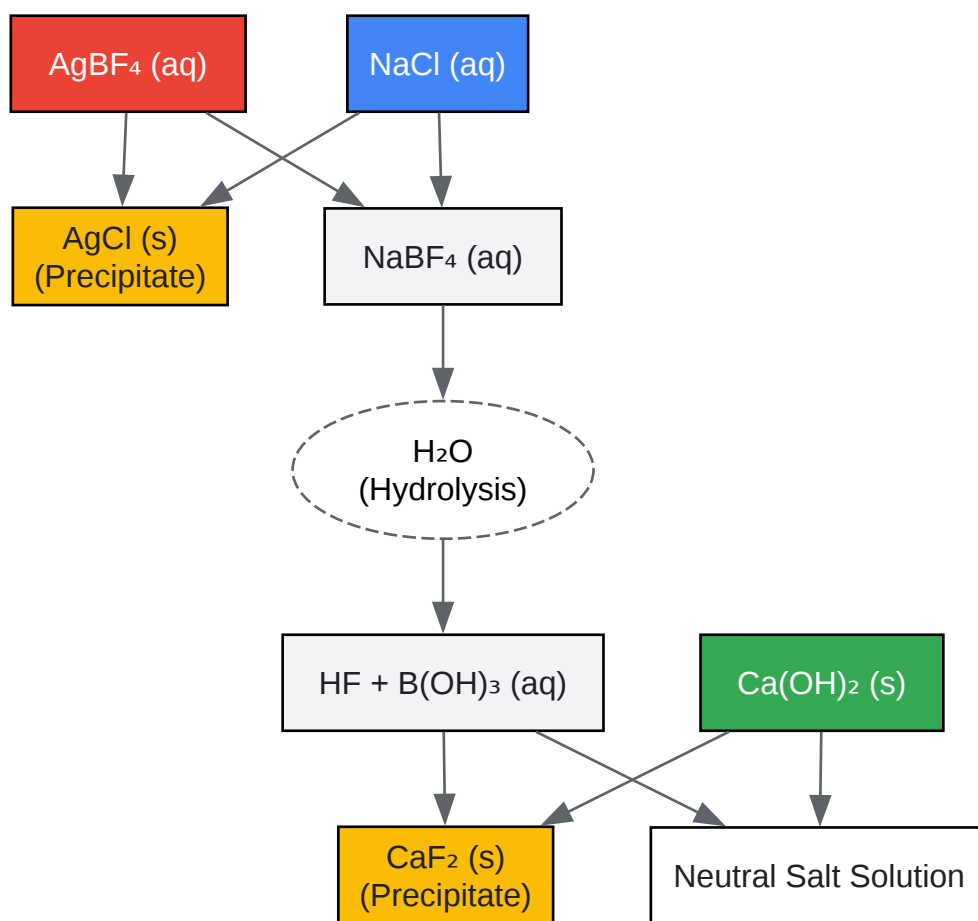 AgBF₄ (aq)
NaCl (aq)
AgCl (s)
(Precipitate)
NaBF₄ (aq)
H₂O
(Hydrolysis)
HF + B(OH)₃ (aq)
Ca(OH)₂ (s)
CaF₂ (s)
(Precipitate)
Neutral Salt Solution